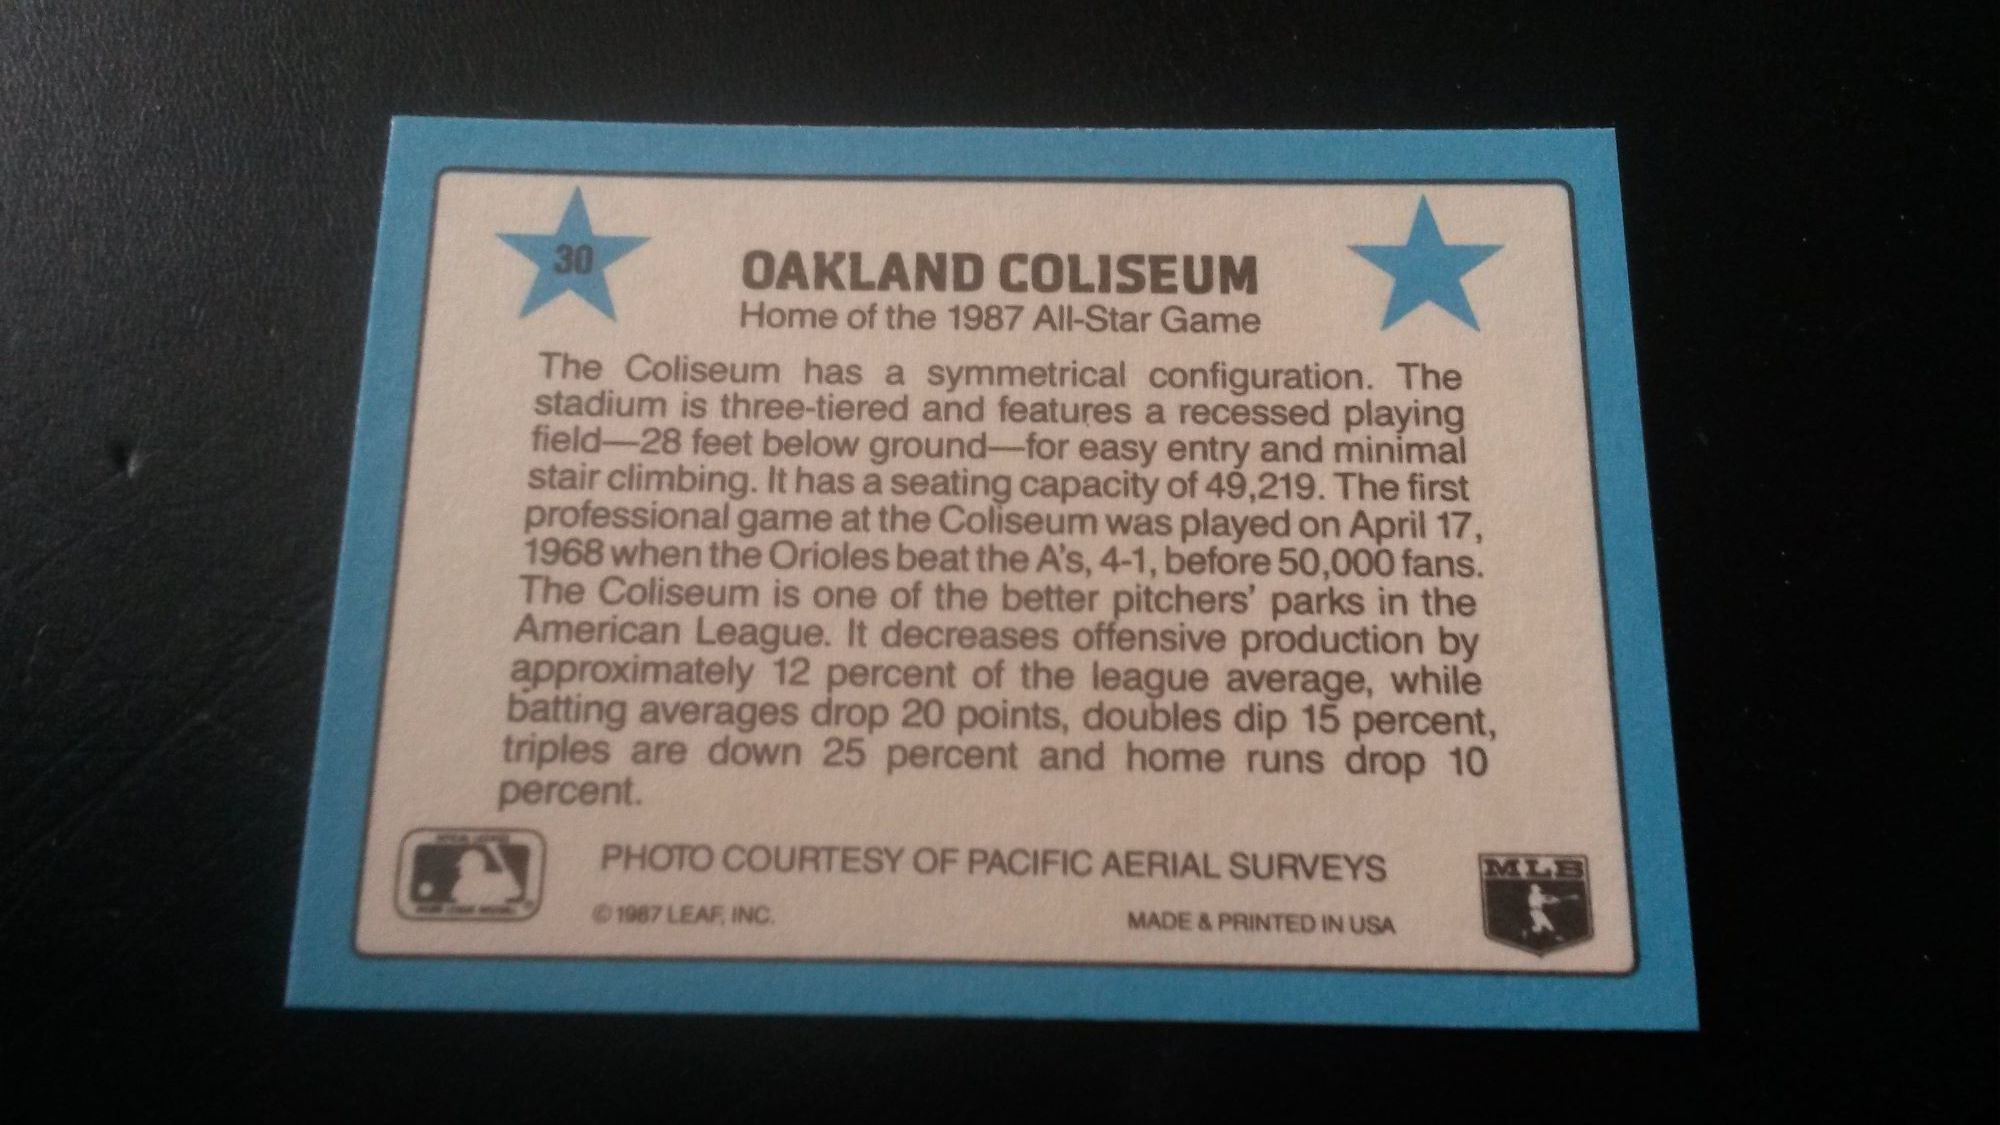 30
OAKLAND COLISEUM
Home of the 1987 All-Star Game
The Coliseum has a symmetrical configuration. The
stadium is three-tiered and features a recessed playing
field—28 feet below ground—for easy entry and minimal
stair climbing. It has a seating capacity of 49,219. The first
professional game at the Coliseum was played on April 17,
1968 when the Orioles beat the A's, 4-1, before 50,000 fans.
The Coliseum is one of the better pitchers' parks in the
American League. It decreases offensive production by
approximately 12 percent of the league average, while
batting averages drop 20 points, doubles dip 15 percent,
triples are down 25 percent and home runs drop 10
percent.
PHOTO COURTESY OF PACIFIC AERIAL SURVEYS
© 1987 LEAF, INC.
MADE & PRINTED IN USA
MLB